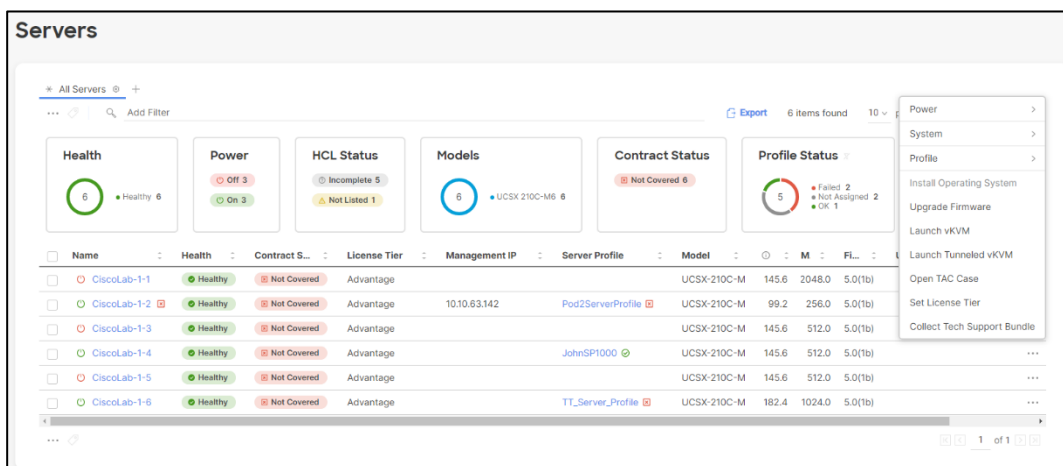 Servers
All Servers
Add Filter
Export 6 items found 10
Power
System
Profile
Install Operating System
Upgrade Firmware
Launch vKVM
Launch Tunneled vKVM
Open TAC Case
Set License Tier
Collect Tech Support Bundle
Health
6
Healthy 6
Power
Off 3
On 3
HCL Status
Incomplete 5
Not Listed 1
Models
6
UCSX 210C-M6 6
Contract Status
Not Covered 6
Profile Status
5
Failed 2
Not Assigned 2
OK 1
Name Health Contract S... License Tier Management IP Server Profile Model M Fi...
CiscoLab-1-1 Healthy Not Covered Advantage UCSX-210C-M 145.6 2048.0 5.0(1b)
CiscoLab-1-2 Healthy Not Covered Advantage 10.10.63.142 Pod2ServerProfile UCSX-210C-M 99.2 256.0 5.0(1b)
CiscoLab-1-3 Healthy Not Covered Advantage UCSX-210C-M 145.6 512.0 5.0(1b)
CiscoLab-1-4 Healthy Not Covered Advantage JohnSP1000 UCSX-210C-M 145.6 512.0 5.0(1b)
CiscoLab-1-5 Healthy Not Covered Advantage UCSX-210C-M 145.6 512.0 5.0(1b)
CiscoLab-1-6 Healthy Not Covered Advantage TT_Server_Profile UCSX-210C-M 182.4 1024.0 5.0(1b)
1 of 1